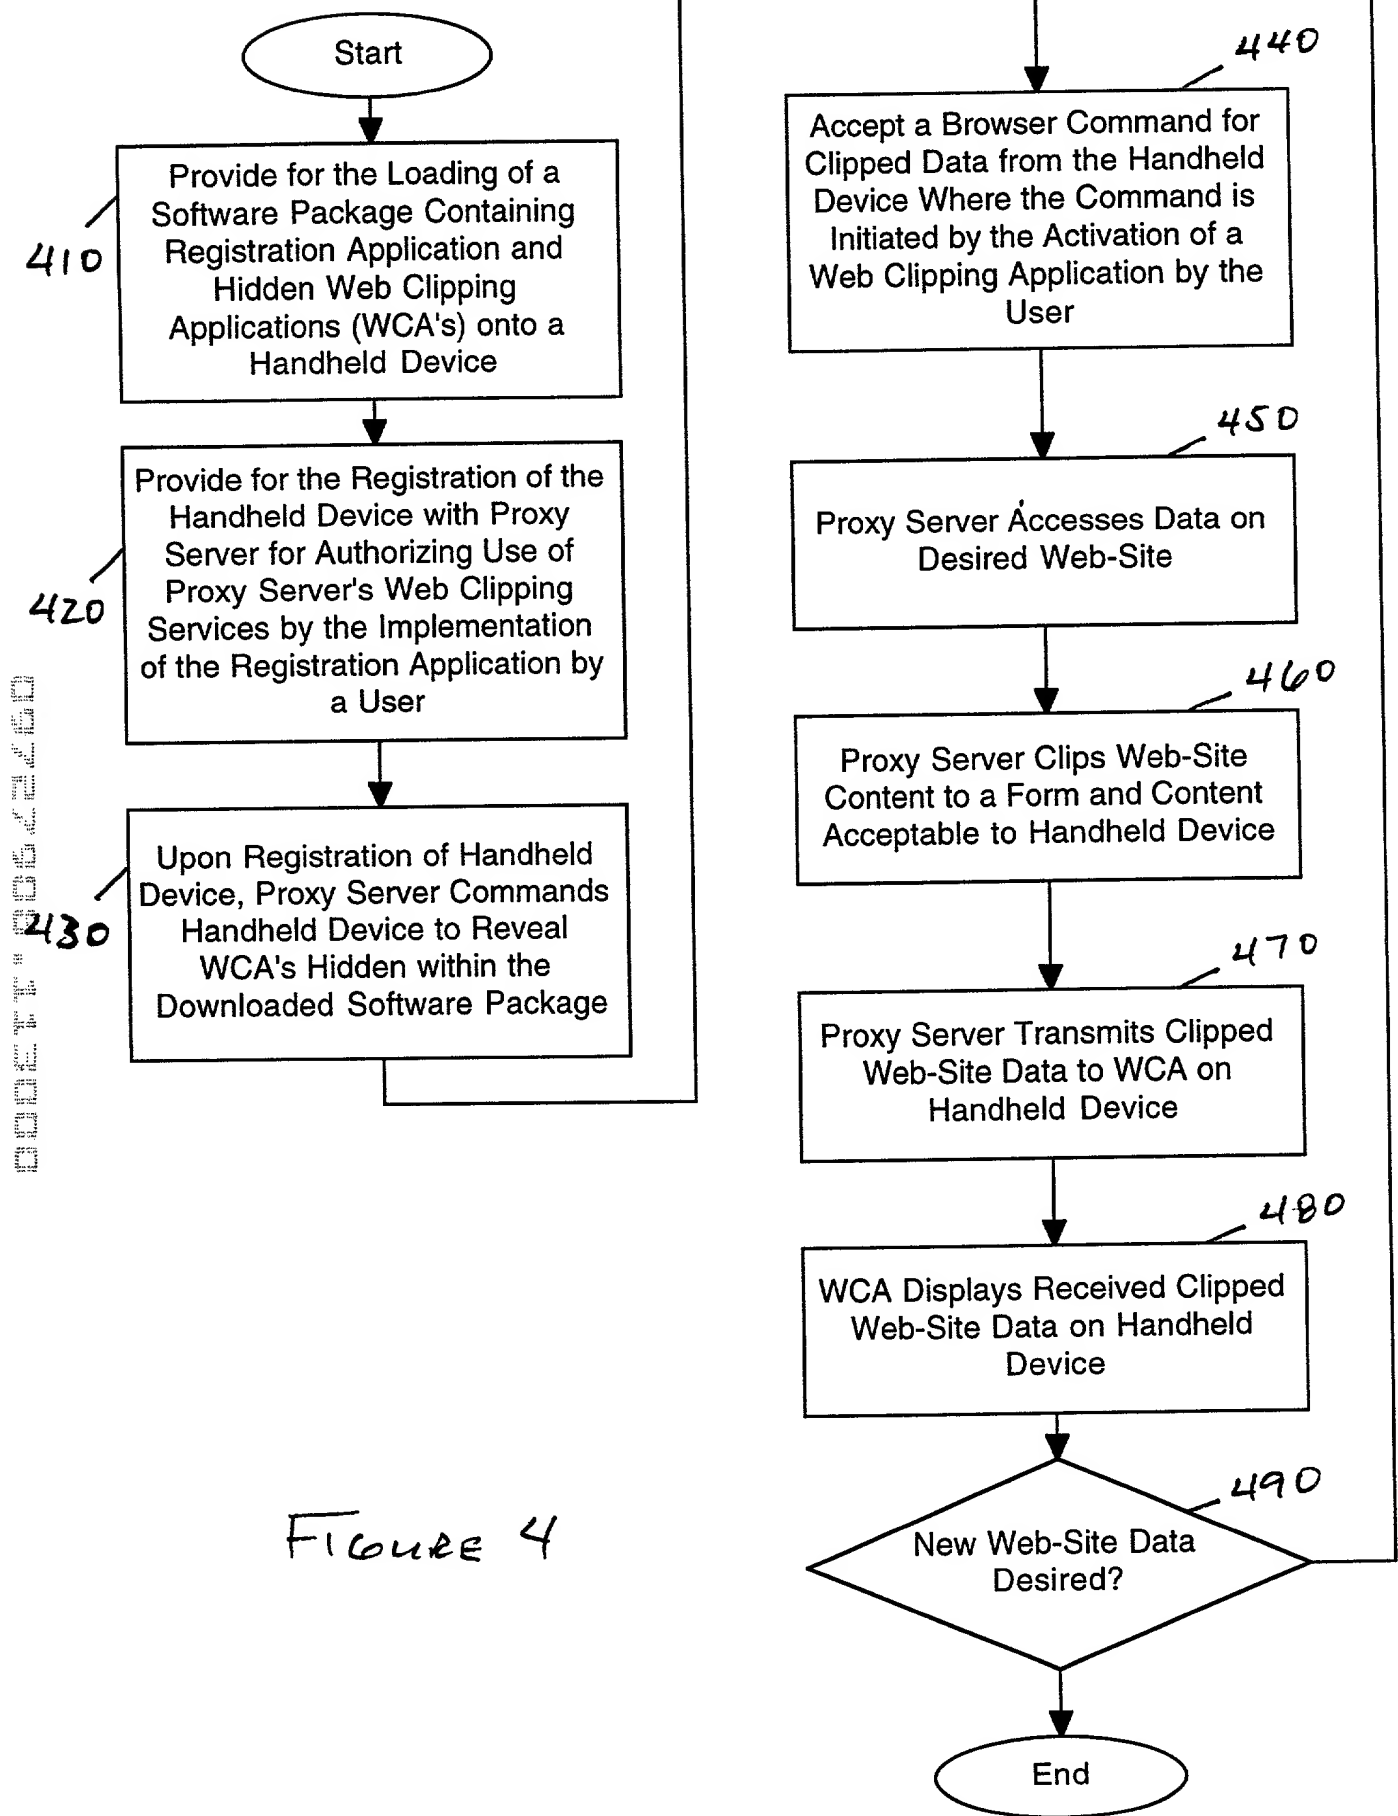 Start
Provide for the Loading of a
Software Package Containing
Registration Application and
Hidden Web Clipping
Applications (WCA's) onto a
Handheld Device
410
Provide for the Registration of the
Handheld Device with Proxy
Server for Authorizing Use of
Proxy Server's Web Clipping
Services by the Implementation
of the Registration Application by
a User
420
Upon Registration of Handheld
Device, Proxy Server Commands
Handheld Device to Reveal
WCA's Hidden within the
Downloaded Software Package
430
440
Accept a Browser Command for
Clipped Data from the Handheld
Device Where the Command is
Initiated by the Activation of a
Web Clipping Application by the
User
450
Proxy Server Accesses Data on
Desired Web-Site
460
Proxy Server Clips Web-Site
Content to a Form and Content
Acceptable to Handheld Device
470
Proxy Server Transmits Clipped
Web-Site Data to WCA on
Handheld Device
480
WCA Displays Received Clipped
Web-Site Data on Handheld
Device
490
New Web-Site Data
Desired?
End
FIGURE 4